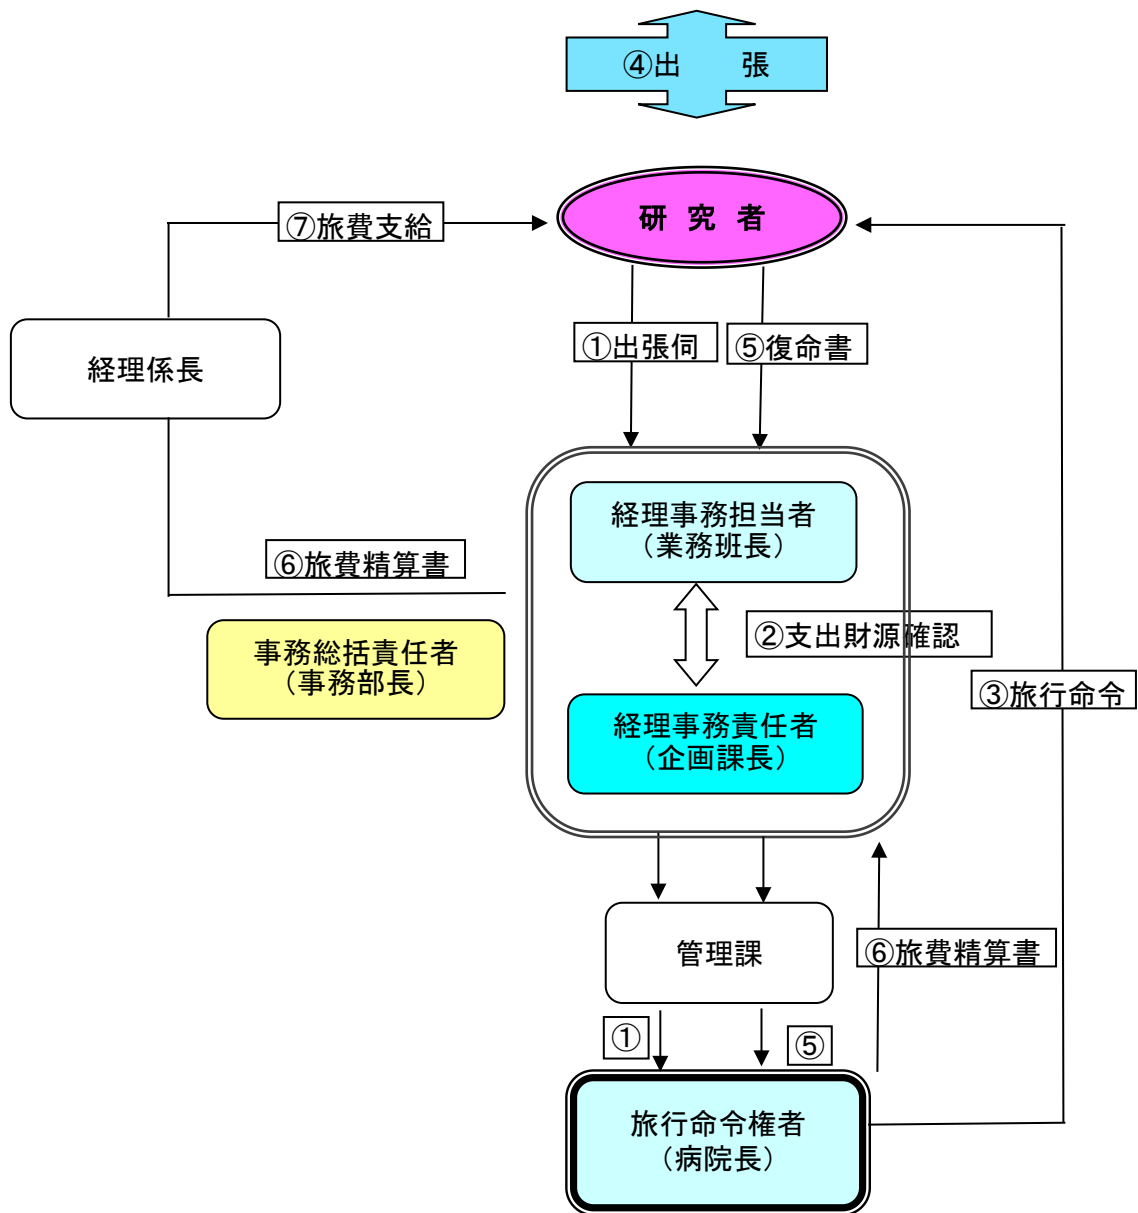 ④出　　張
研 究 者
⑦旅費支給
①出張伺
⑤復命書
経理係長
経理事務担当者
（業務班長）
⑥旅費精算書
②支出財源確認
事務総括責任者
（事務部長）
③旅行命令
経理事務責任者
（企画課長）
管理課
⑥旅費精算書
①
⑤
旅行命令権者
（病院長）